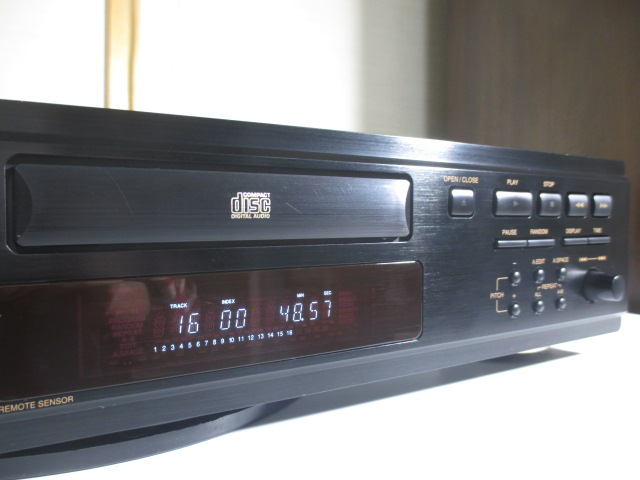 OPEN/CLOSE PLAY STOP
COMPACT
disc
DIGITAL AUDIO
PAUSE RANDOM DISPLAY TIME
A.EDIT A.SPACE
PITCH
REPEAT
ALL A-B
TRACK INDEX MIN SEC
16 00 48.57
1 2 3 4 5 6 7 8 9 10 11 12 13 14 15 16
REMOTE SENSOR